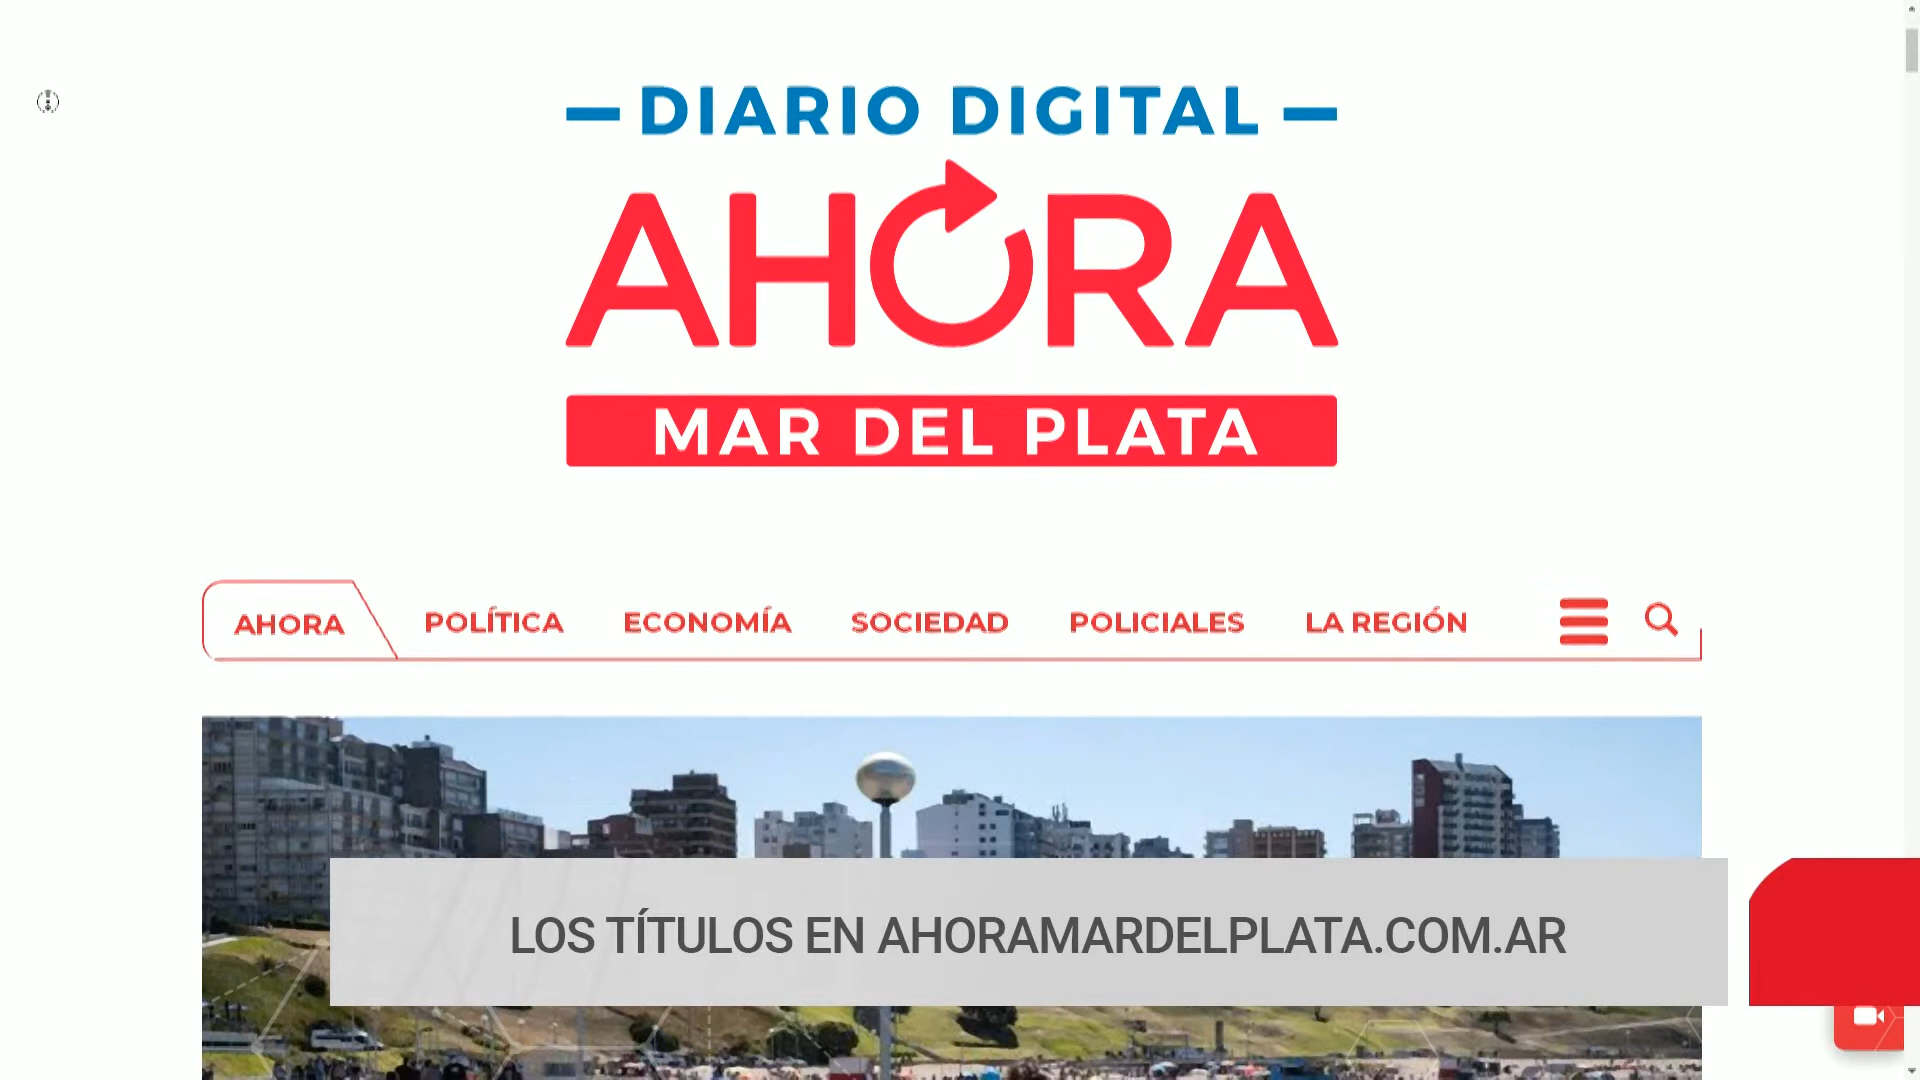 DIARIO DIGITAL
AHORA
MAR DEL PLATA
AHORA POLÍTICA ECONOMÍA SOCIEDAD POLICIALES LA REGIÓN
LOS TÍTULOS EN AHORAMARDELPLATA.COM.AR